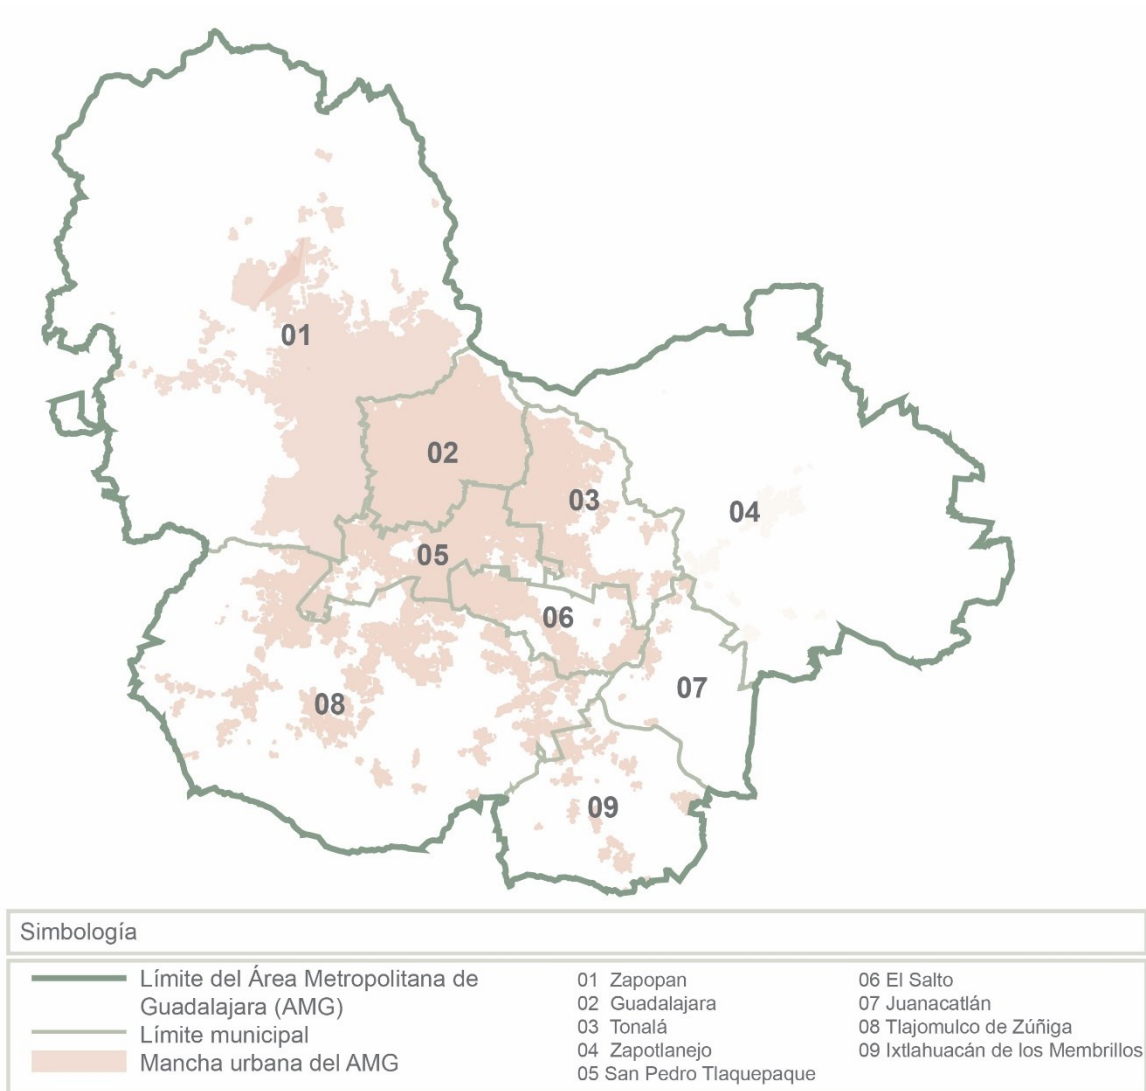 01
02
03
04
05
06
07
08
09
Simbología
Límite del Área Metropolitana de
Guadalajara (AMG)
Límite municipal
Mancha urbana del AMG
01 Zapopan
02 Guadalajara
03 Tonalá
04 Zapotlanejo
05 San Pedro Tlaquepaque
06 El Salto
07 Juanacatlán
08 Tlajomulco de Zúñiga
09 Ixtlahuacán de los Membrillos